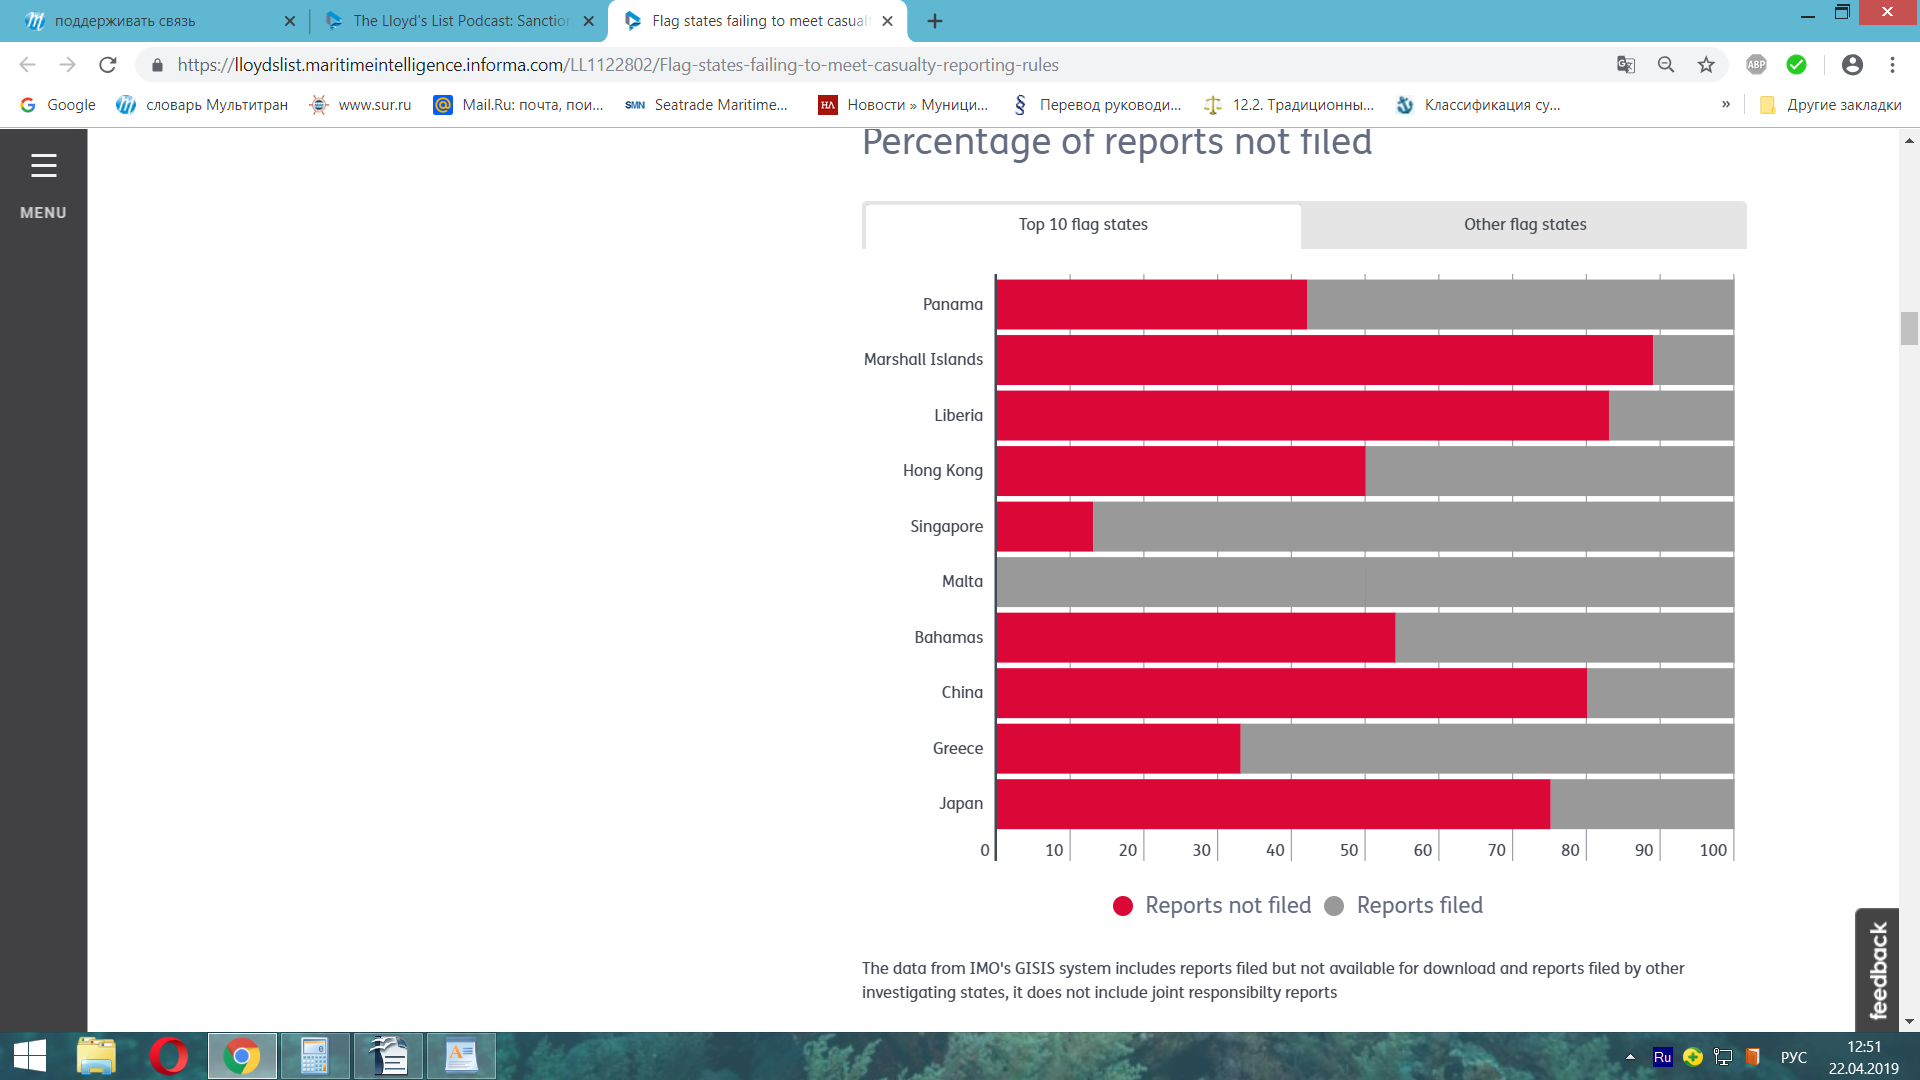 поддерживать связь
The Lloyd's List Podcast: Sanction
Flag states failing to meet casual
https://lloydslist.maritimeintelligence.informa.com/LL1122802/Flag-states-failing-to-meet-casualty-reporting-rules
ABP
Google
словарь Мультитран
www.sur.ru
Mail.Ru: почта, пои...
SMN Seatrade Maritime...
НА Новости » Муници...
§ Перевод руководи...
12.2. Традиционны...
Классификация су...
»
Другие закладки
MENU
Percentage of reports not filed
Top 10 flag states
Other flag states
Panama
Marshall Islands
Liberia
Hong Kong
Singapore
Malta
Bahamas
China
Greece
Japan
0 10 20 30 40 50 60 70 80 90 100
Reports not filed Reports filed
The data from IMO's GISIS system includes reports filed but not available for download and reports filed by other
investigating states, it does not include joint responsibilty reports
feedback
Ru
РУС
12:51
22.04.2019